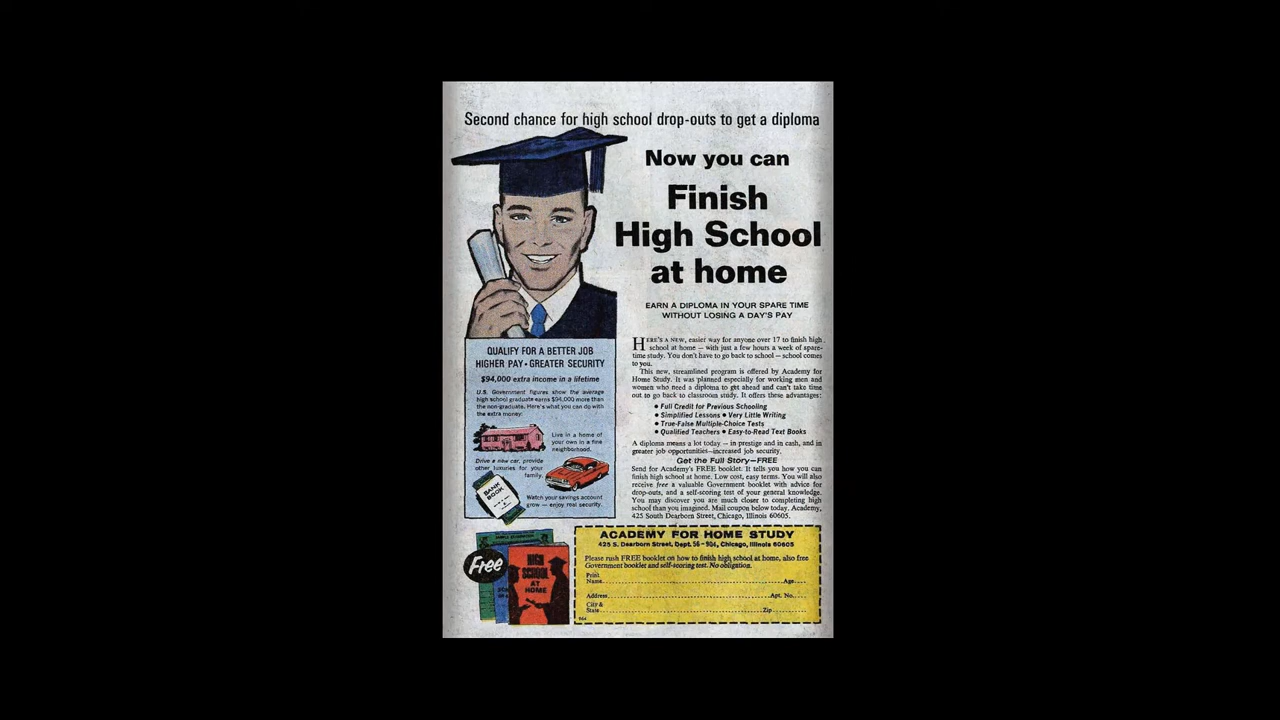 Second chance for high school drop-outs to get a diploma
Now you can
Finish
High School
at home
EARN A DIPLOMA IN YOUR SPARE TIME
WITHOUT LOSING A DAY'S PAY
HERE'S A NEW, easier way for anyone over 17 to finish high
school at home — with just a few hours a week of spare-
time study. You don't have to go back to school — school comes
to you.
This new, streamlined program is offered by Academy for
Home Study. It was planned especially for working men and
women who need a diploma to get ahead and can't take time
out to go back to classroom study. It offers these advantages:
• Full Credit for Previous Schooling
• Simplified Lessons • Very Little Writing
• True-False Multiple-Choice Tests
• Qualified Teachers • Easy-to-Read Text Books
A diploma means a lot today — in prestige and in cash, and in
greater job opportunities—increased job security.
Get the Full Story—FREE
Send for Academy's FREE booklet. It tells you how you can
finish high school at home. Low cost, easy terms. You will also
receive free a valuable Government booklet with advice for
drop-outs, and a self-scoring test of your general knowledge.
You may discover you are much closer to completing high
school than you imagined. Mail coupon below today. Academy,
425 South Dearborn Street, Chicago, Illinois 60605.
QUALIFY FOR A BETTER JOB
HIGHER PAY • GREATER SECURITY
$94,000 extra income in a lifetime
U.S. Government figures show the average
high school graduate earns $94,000 more than
the non-graduate. Here's what you can do with
the extra money:
Live in a home of
your own in a fine
neighborhood.
Drive a new car, provide
other luxuries for your
family.
BANK
BOOK
Watch your savings account
grow — enjoy real security.
Free
HIGH
SCHOOL
AT
HOME
ACADEMY FOR HOME STUDY
425 S. Dearborn Street, Dept. 56-904, Chicago, Illinois 60605
Please rush FREE booklet on how to finish high school at home, also free
Government booklet and self-scoring test. No obligation.
Print
Name Age
Address Apt. No.
City &
State Zip